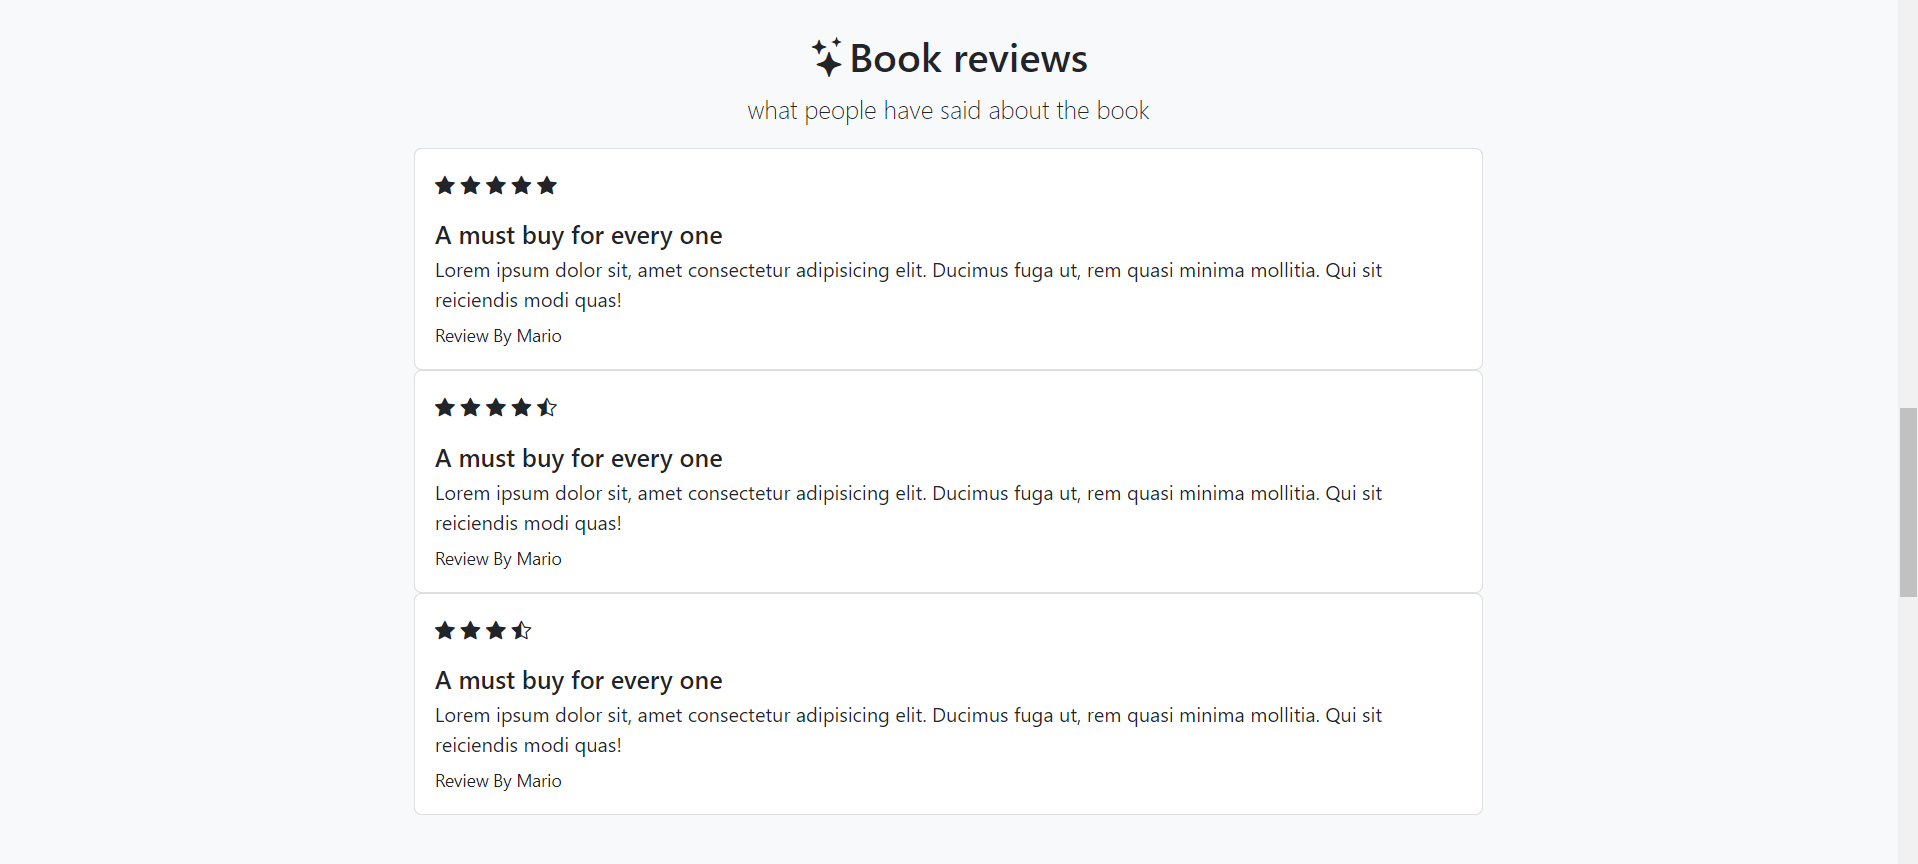 Book reviews
what people have said about the book
A must buy for every one
Lorem ipsum dolor sit, amet consectetur adipisicing elit. Ducimus fuga ut, rem quasi minima mollitia. Qui sit
reiciendis modi quas!
Review By Mario
A must buy for every one
Lorem ipsum dolor sit, amet consectetur adipisicing elit. Ducimus fuga ut, rem quasi minima mollitia. Qui sit
reiciendis modi quas!
Review By Mario
A must buy for every one
Lorem ipsum dolor sit, amet consectetur adipisicing elit. Ducimus fuga ut, rem quasi minima mollitia. Qui sit
reiciendis modi quas!
Review By Mario